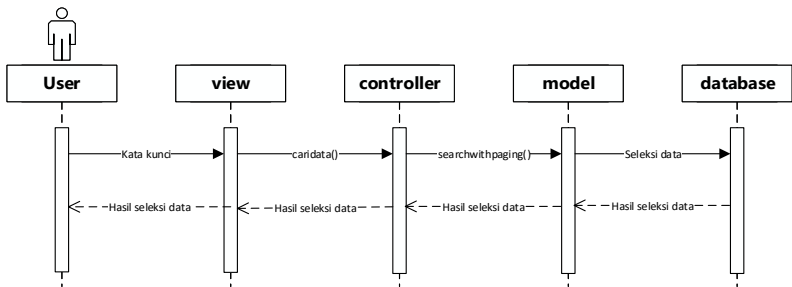 User
view
controller
model
database
Kata kunci
caridata()
searchwithpaging()
Seleksi data
Hasil seleksi data
Hasil seleksi data
Hasil seleksi data
Hasil seleksi data